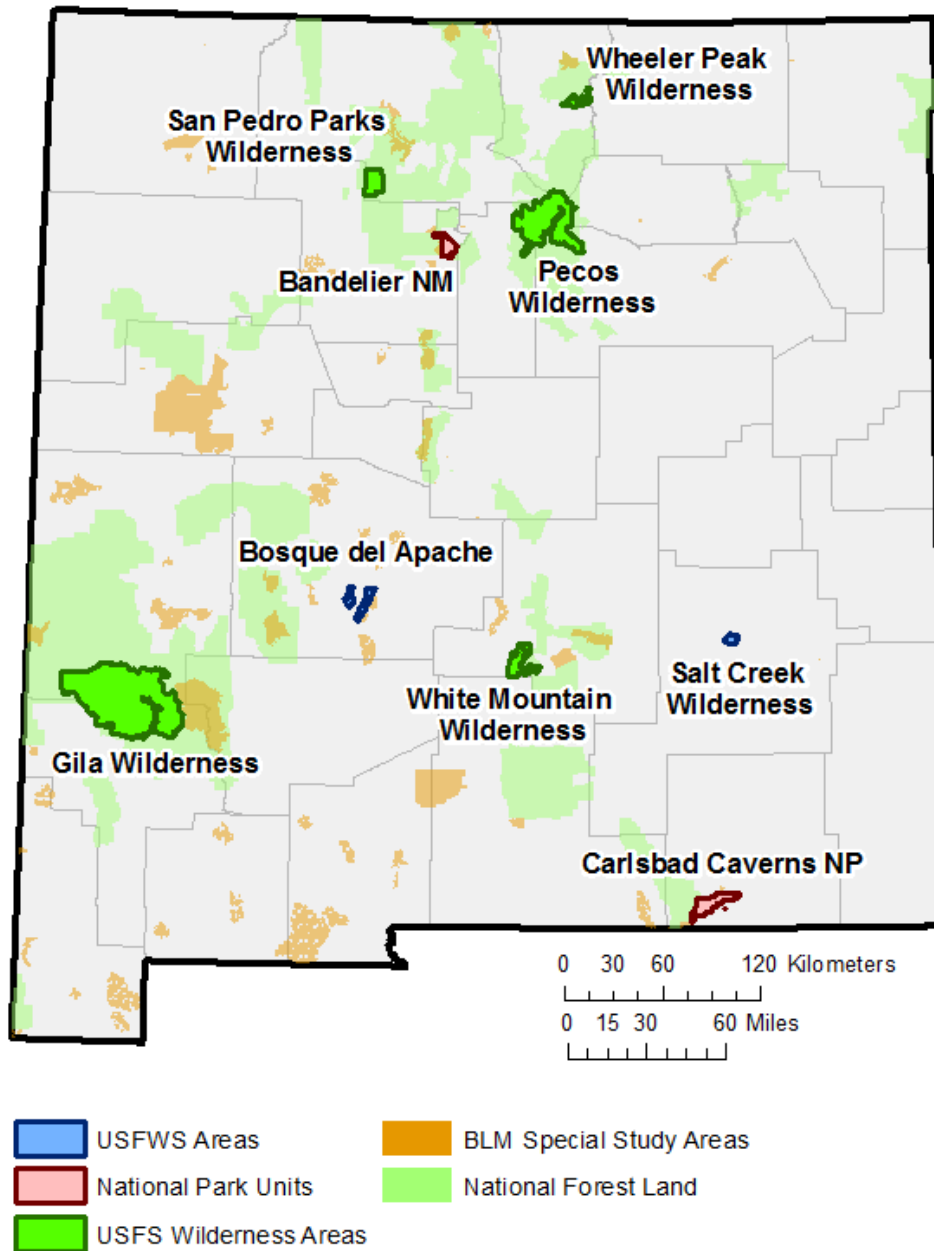 Wheeler Peak
Wilderness
San Pedro Parks
Wilderness
Bandelier NM
Pecos
Wilderness
Bosque del Apache
White Mountain
Wilderness
Salt Creek
Wilderness
Gila Wilderness
Carlsbad Caverns NP
0 30 60 120 Kilometers
0 15 30 60 Miles
USFWS Areas
BLM Special Study Areas
National Park Units
National Forest Land
USFS Wilderness Areas